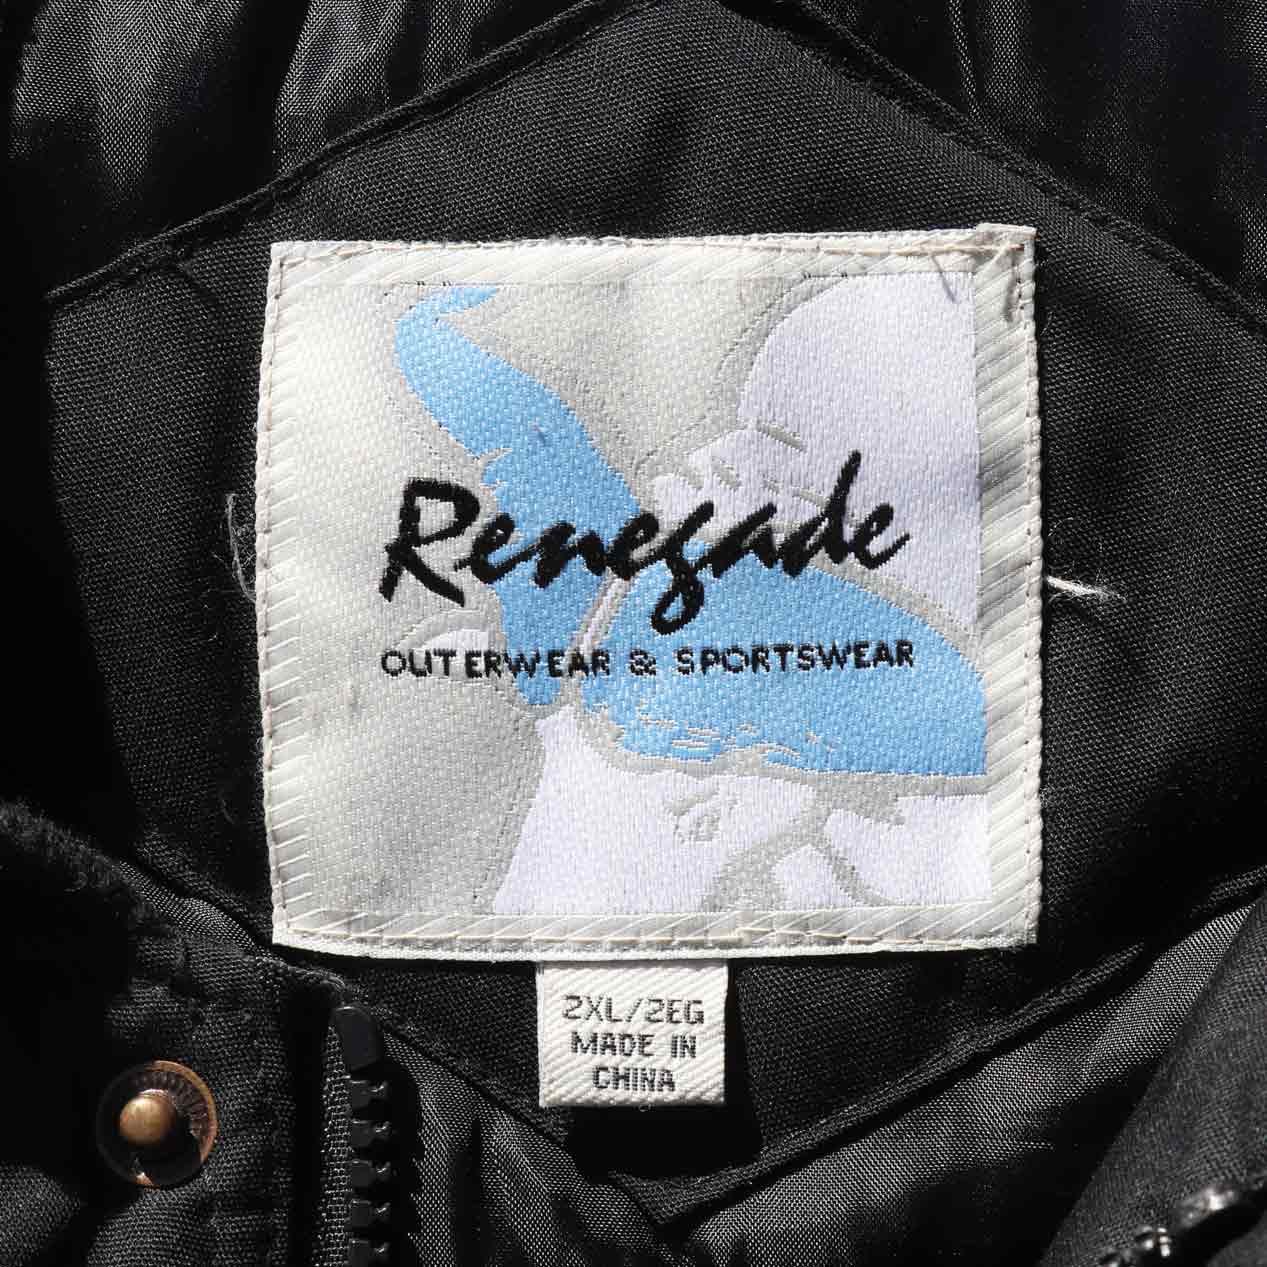 Renegade
OUTERWEAR & SPORTSWEAR
2XL/2EG
MADE IN
CHINA